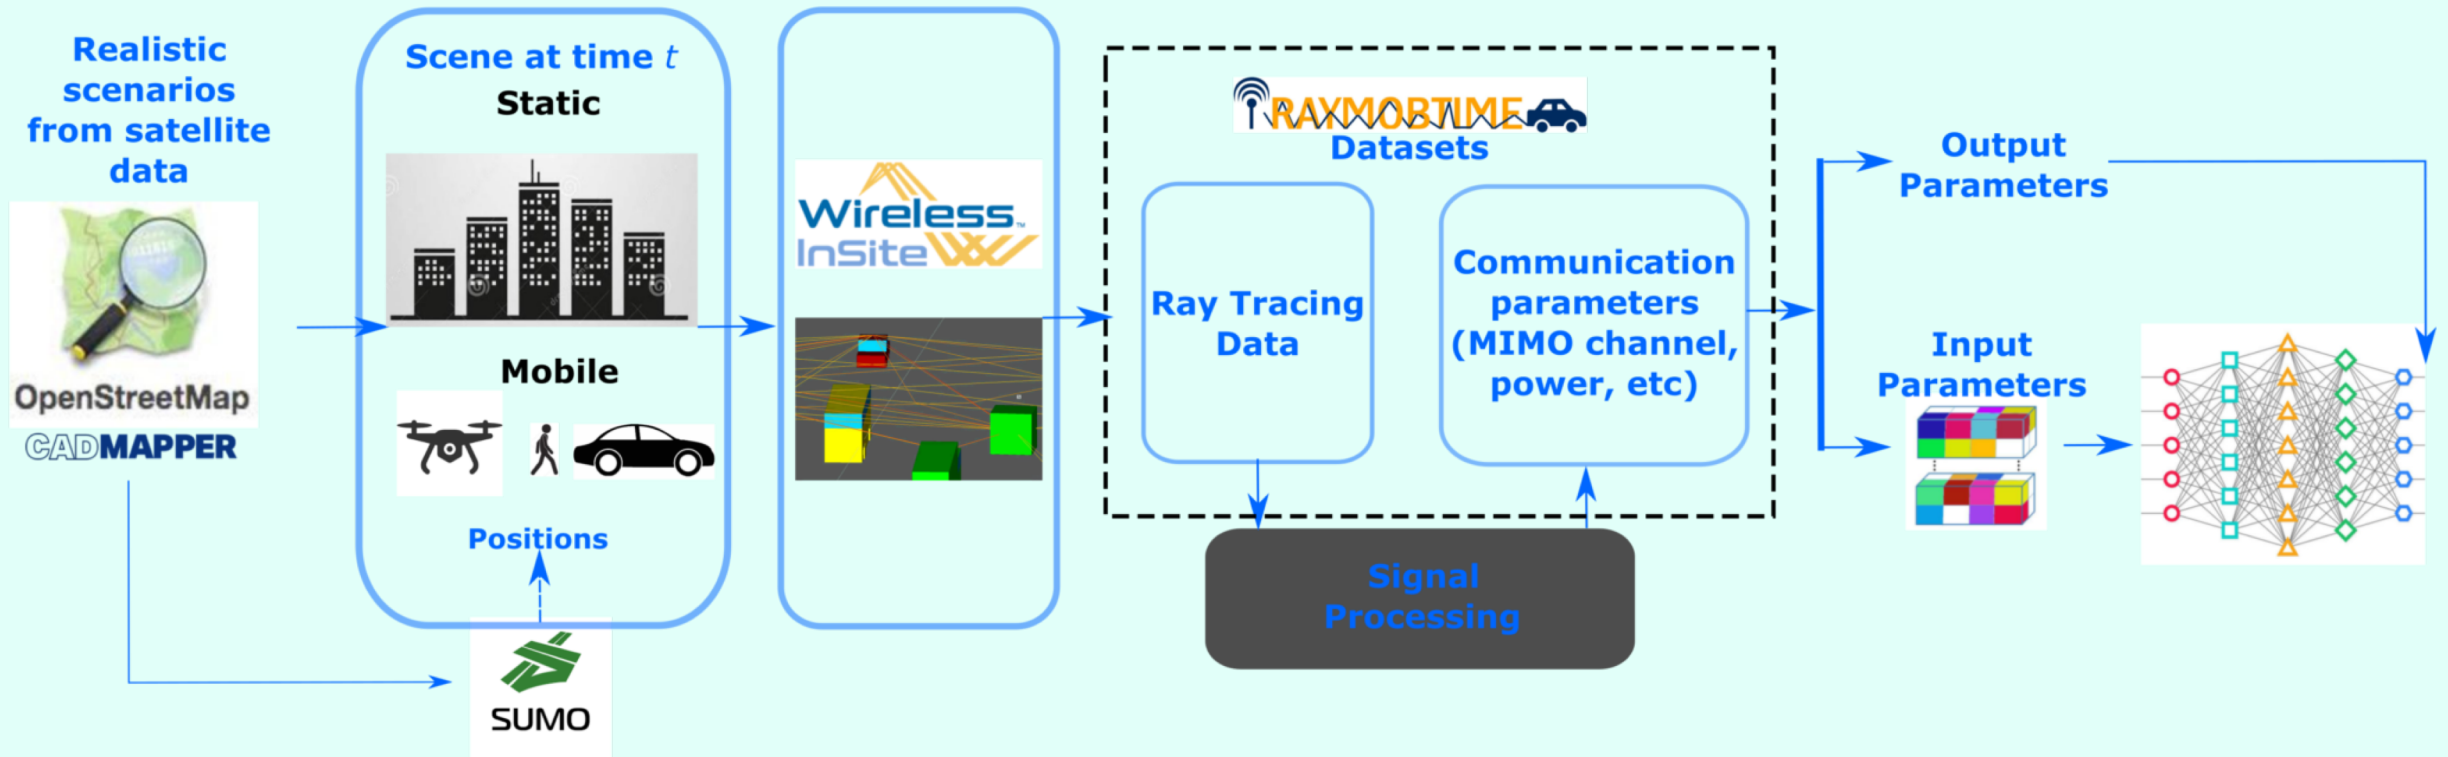 Realistic
scenarios
from satellite
data
OpenStreetMap
CADMAPPER
Scene at time t
Static
Mobile
Positions
SUMO
Wireless™
InSite
RAYMOBTIME
Datasets
Ray Tracing
Data
Communication
parameters
(MIMO channel,
power, etc)
Signal
Processing
Output
Parameters
Input
Parameters